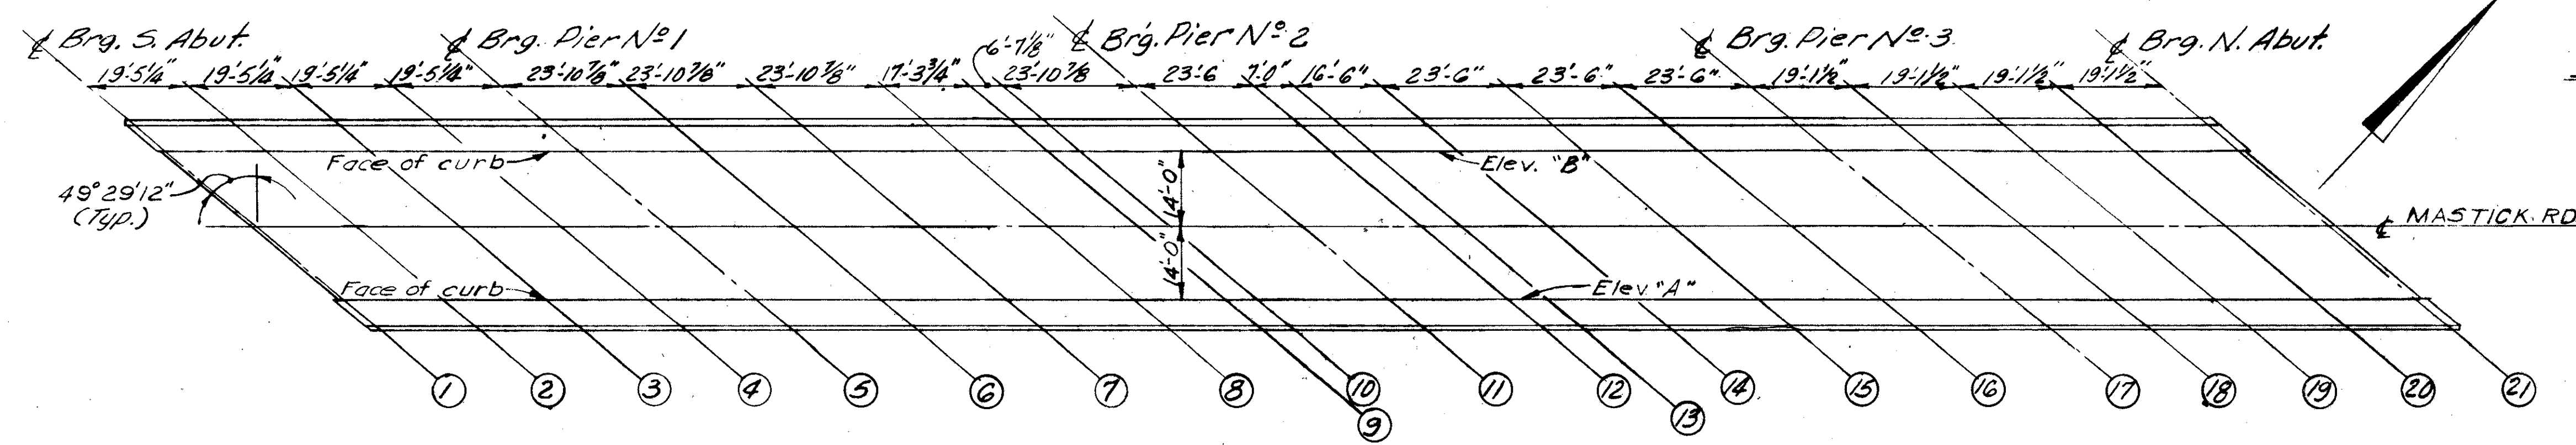 ℄ Brg. S. Abut.
℄ Brg. Pier Nº 1
6'-7⅛"
℄ Brg. Pier Nº 2
℄ Brg. Pier Nº 3
℄ Brg. N. Abut.
19'-5¼" 19'-5¼" 19'-5¼" 19'-5¼" 23'-10⅞" 23'-10⅞" 23'-10⅞" 17'-3¾" 23'-10⅞ 23'-6 7'-0" 16'-6" 23'-6" 23'-6" 23'-6" 19'-1½" 19'-1½" 19'-1½" 19'-1½"
Face of curb
Elev. "B"
49° 29' 12"
(Typ.)
14'-0"
14'-0"
℄ MASTICK RD
Face of curb
Elev. "A"
1 2 3 4 5 6 7 8 10 11 12 14 15 16 17 18 19 20 21
9 13